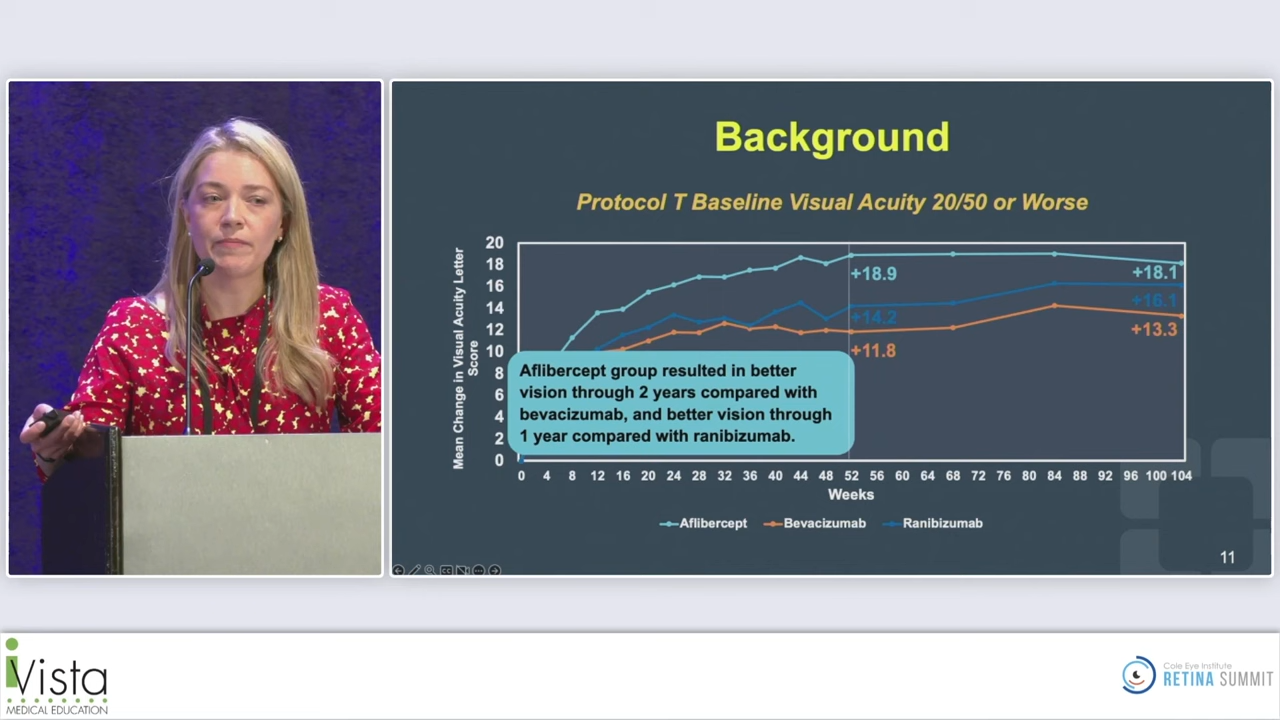 Background
Protocol T Baseline Visual Acuity 20/50 or Worse
Mean Change in Visual Acuity Letter
Score
20
18
16
14
12
10
8
6
4
2
0
+18.9
+14.2
+11.8
+18.1
+16.1
+13.3
Aflibercept group resulted in better
vision through 2 years compared with
bevacizumab, and better vision through
1 year compared with ranibizumab.
0 4 8 12 16 20 24 28 32 36 40 44 48 52 56 60 64 68 72 76 80 84 88 92 96 100 104
Weeks
Aflibercept Bevacizumab Ranibizumab
11
iVista
MEDICAL EDUCATION
Cole Eye Institute
RETINA SUMMIT